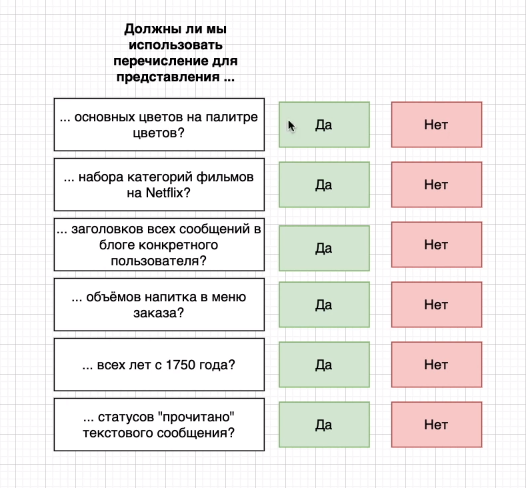 Должны ли мы
использовать
перечисление для
представления ...
... основных цветов на палитре
цветов?
Да
Нет
... набора категорий фильмов
на Netflix?
Да
Нет
... заголовков всех сообщений в
блоге конкретного
пользователя?
Да
Нет
... объёмов напитка в меню
заказа?
Да
Нет
... всех лет с 1750 года?
Да
Нет
... статусов "прочитано"
текстового сообщения?
Да
Нет